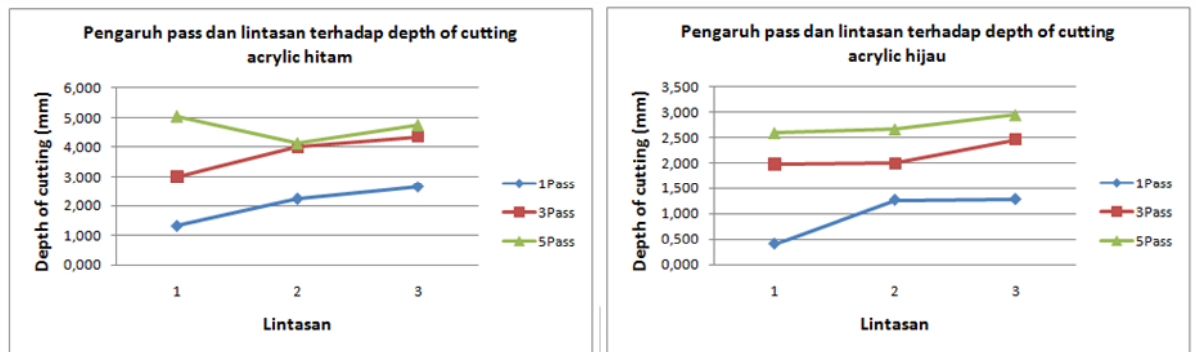 Pengaruh pass dan lintasan terhadap depth of cutting
acrylic hitam
Depth of cutting (mm)
6,000
5,000
4,000
3,000
2,000
1,000
0,000
1
2
3
Lintasan
1Pass
3Pass
5Pass
Pengaruh pass dan lintasan terhadap depth of cutting
acrylic hijau
Depth of cutting (mm)
3,500
3,000
2,500
2,000
1,500
1,000
0,500
0,000
1
2
3
Lintasan
1Pass
3Pass
5Pass